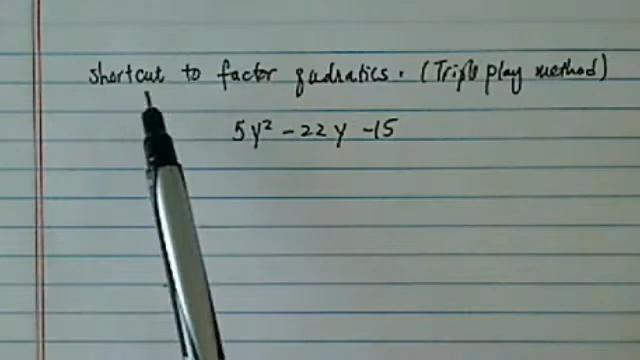 shortcut to factor quadratics. (Triple play method)
5y² - 22y - 15